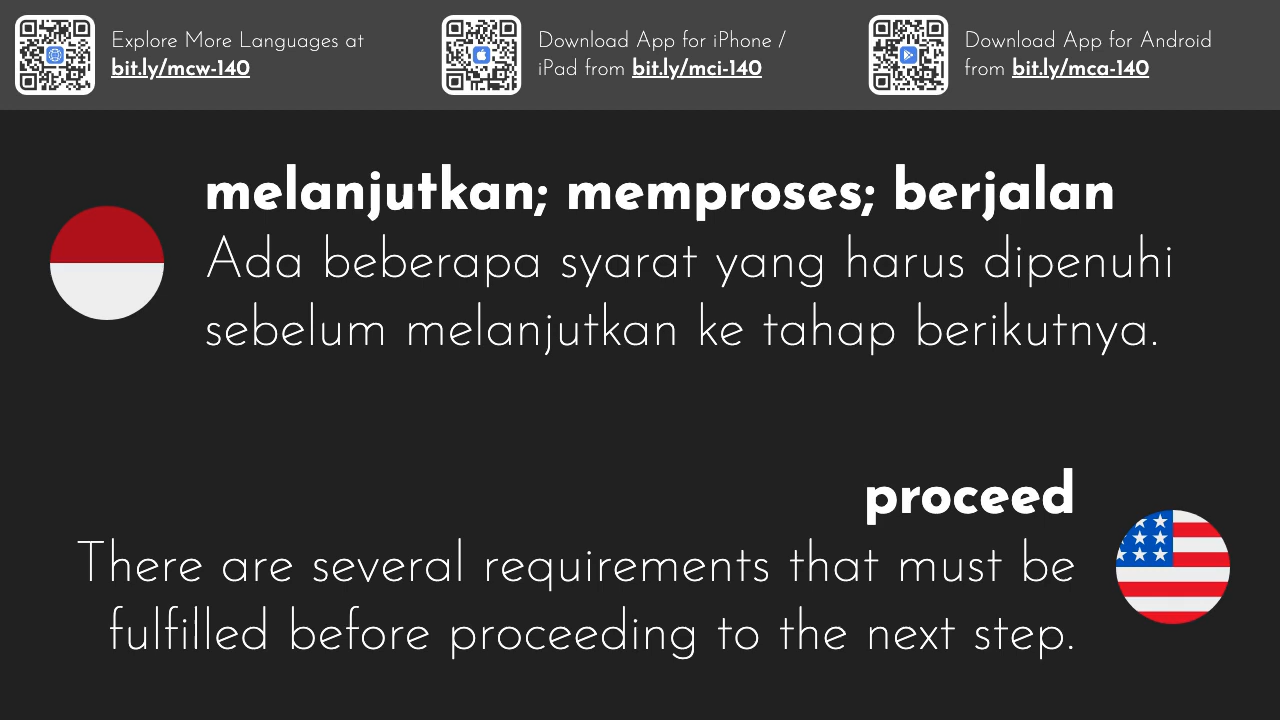 Explore More Languages at
bit.ly/mcw-140
Download App for iPhone /
iPad from bit.ly/mci-140
Download App for Android
from bit.ly/mca-140
melanjutkan; memproses; berjalan
Ada beberapa syarat yang harus dipenuhi
sebelum melanjutkan ke tahap berikutnya.
proceed
There are several requirements that must be
fulfilled before proceeding to the next step.